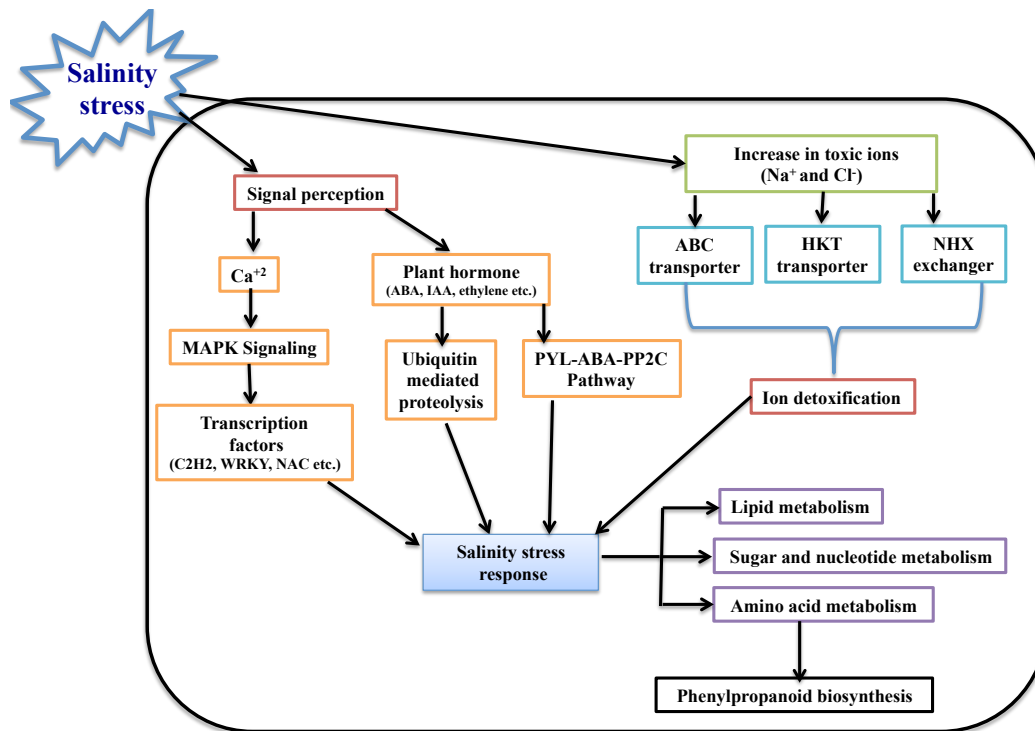 Salinity
stress
Increase in toxic ions
(Na⁺ and Cl⁻)
Signal perception
ABC
transporter
HKT
transporter
NHX
exchanger
Ca⁺²
Plant hormone
(ABA, IAA, ethylene etc.)
MAPK Signaling
Ubiquitin
mediated
proteolysis
PYL-ABA-PP2C
Pathway
Ion detoxification
Transcription
factors
(C2H2, WRKY, NAC etc.)
Lipid metabolism
Salinity stress
response
Sugar and nucleotide metabolism
Amino acid metabolism
Phenylpropanoid biosynthesis